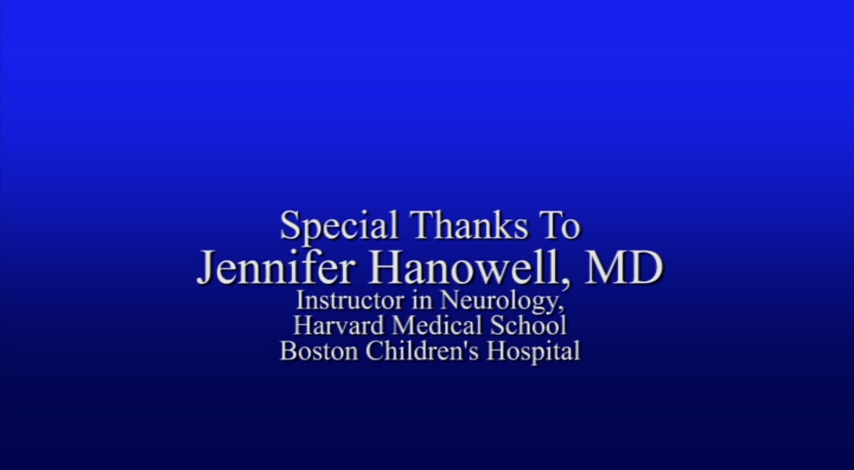 Special Thanks To
Jennifer Hanowell, MD
Instructor in Neurology,
Harvard Medical School
Boston Children's Hospital